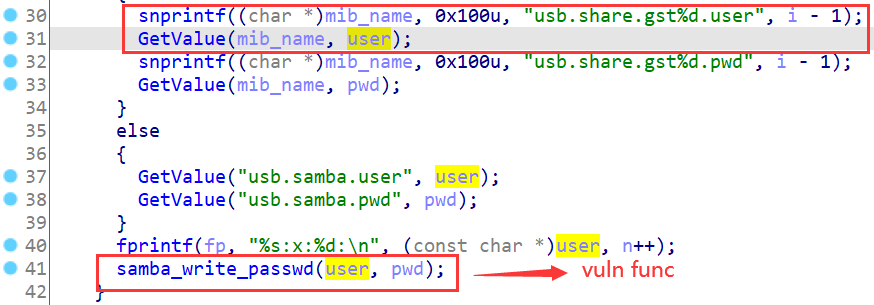 {
30 snprintf((char *)mib_name, 0x100u, "usb.share.gst%d.user", i - 1);
31 GetValue(mib_name, user);
32 snprintf((char *)mib_name, 0x100u, "usb.share.gst%d.pwd", i - 1);
33 GetValue(mib_name, pwd);
34 }
35 else
36 {
37 GetValue("usb.samba.user", user);
38 GetValue("usb.samba.pwd", pwd);
39 }
40 fprintf(fp, "%s:x:%d:\n", (const char *)user, n++);
41 samba_write_passwd(user, pwd); vuln func
42 }